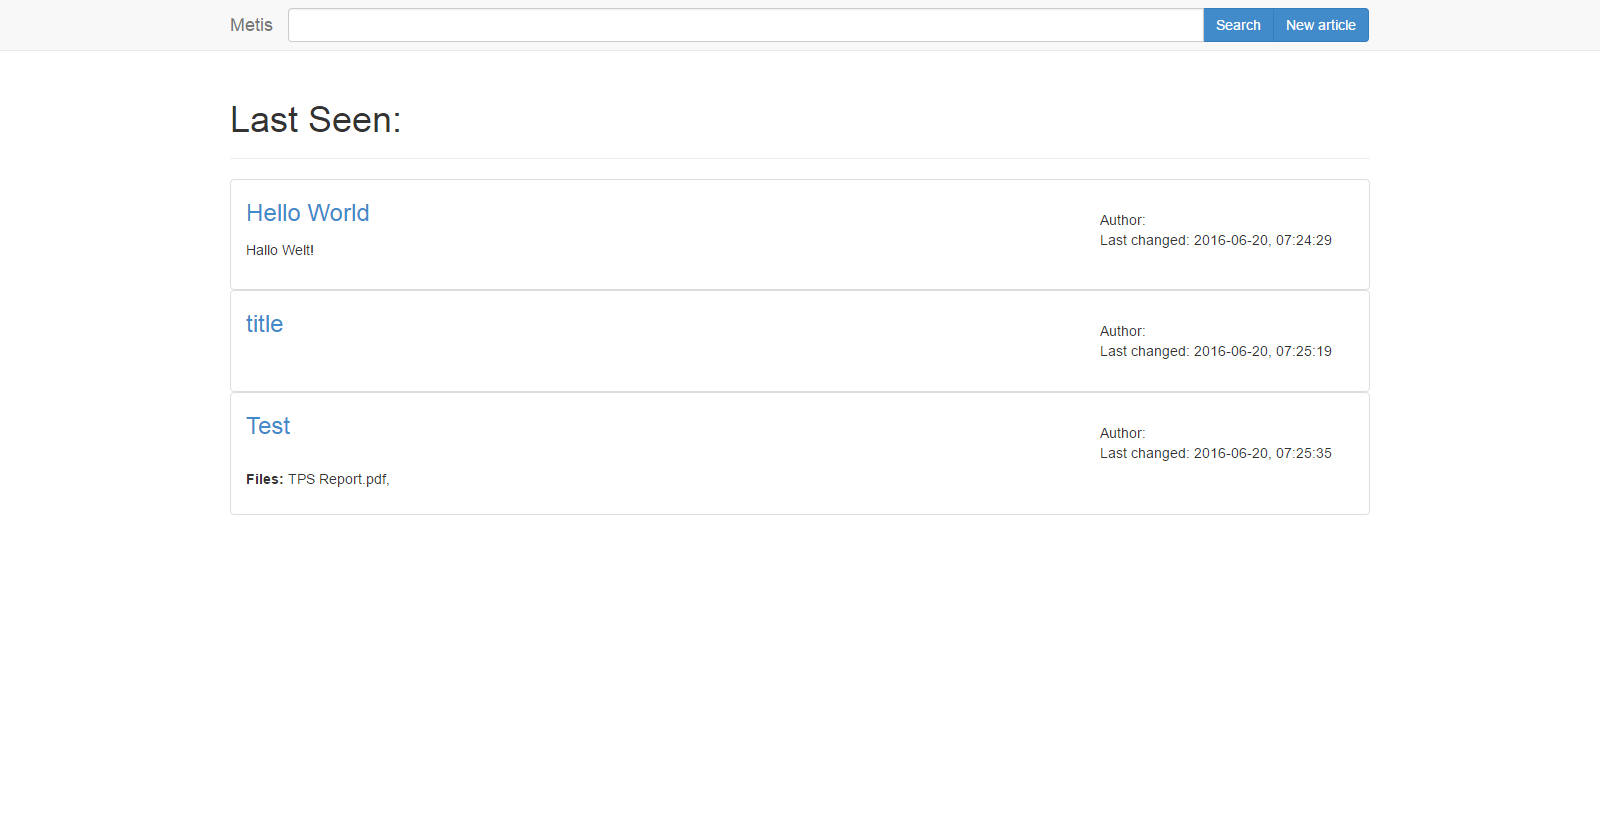 Metis Search New article
Last Seen:
Hello World
Hallo Welt!
Author:
Last changed: 2016-06-20, 07:24:29
title
Author:
Last changed: 2016-06-20, 07:25:19
Test
Files: TPS Report.pdf,
Author:
Last changed: 2016-06-20, 07:25:35